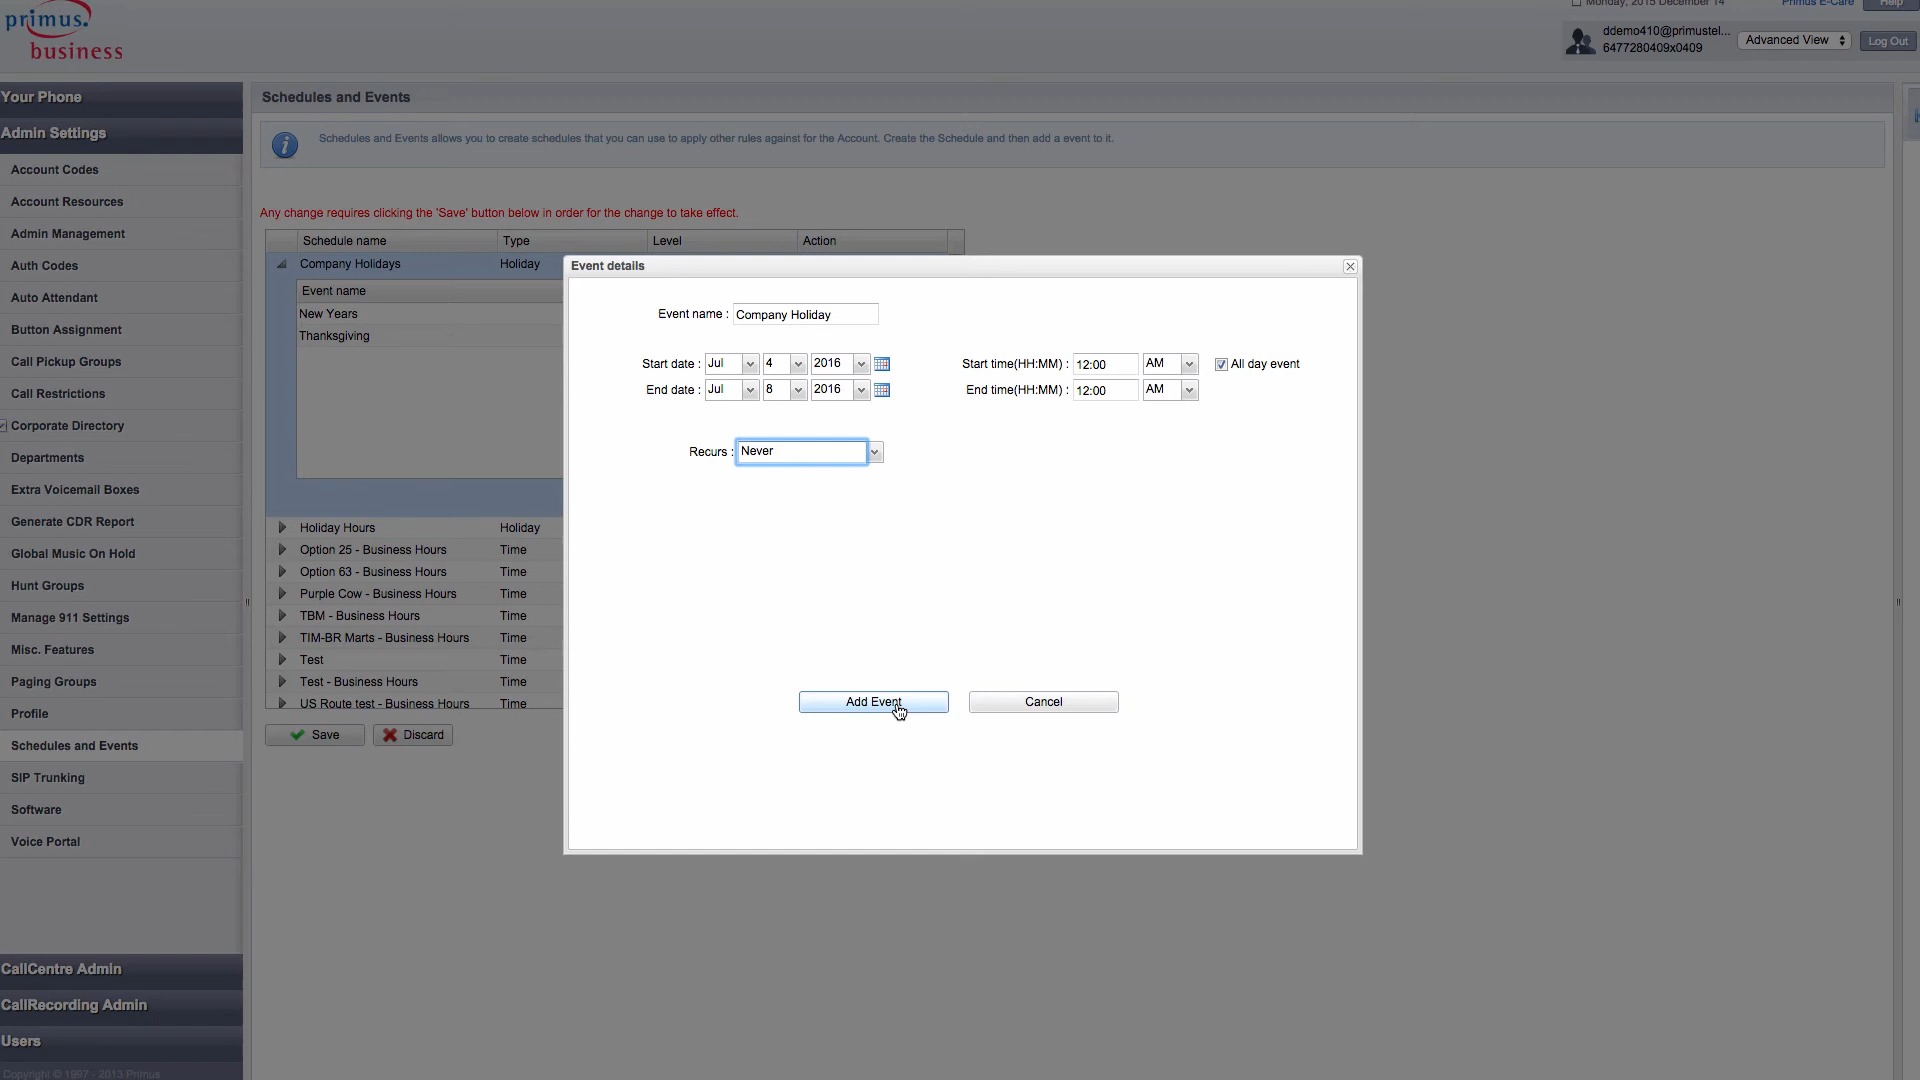 primus.
business
Monday, 2015 December 14
Primus E-Care
Help
ddemo410@primustel...
6477280409x0409
Advanced View
Log Out
Your Phone
Admin Settings
Account Codes
Account Resources
Admin Management
Auth Codes
Auto Attendant
Button Assignment
Call Pickup Groups
Call Restrictions
Corporate Directory
Departments
Extra Voicemail Boxes
Generate CDR Report
Global Music On Hold
Hunt Groups
Manage 911 Settings
Misc. Features
Paging Groups
Profile
Schedules and Events
SIP Trunking
Software
Voice Portal
CallCentre Admin
CallRecording Admin
Users
Copyright © 1997 - 2013 Primus
Schedules and Events
Schedules and Events allows you to create schedules that you can use to apply other rules against for the Account. Create the Schedule and then add a event to it.
Any change requires clicking the 'Save' button below in order for the change to take effect.
Schedule name Type Level Action
Company Holidays Holiday
Event name
New Years
Thanksgiving
Holiday Hours Holiday
Option 25 - Business Hours Time
Option 63 - Business Hours Time
Purple Cow - Business Hours Time
TBM - Business Hours Time
TIM-BR Marts - Business Hours Time
Test Time
Test - Business Hours Time
US Route test - Business Hours Time
Save Discard
Event details
Event name : Company Holiday
Start date : Jul 4 2016 Start time(HH:MM) : 12:00 AM All day event
End date : Jul 8 2016 End time(HH:MM) : 12:00 AM
Recurs : Never
Add Event Cancel